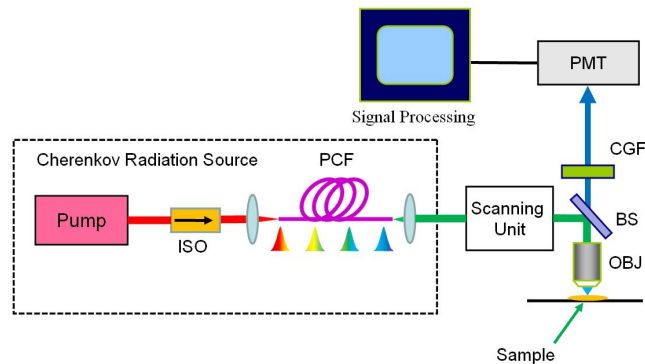 PMT
Signal Processing
Cherenkov Radiation Source
PCF
CGF
Pump
ISO
Scanning
Unit
BS
OBJ
Sample